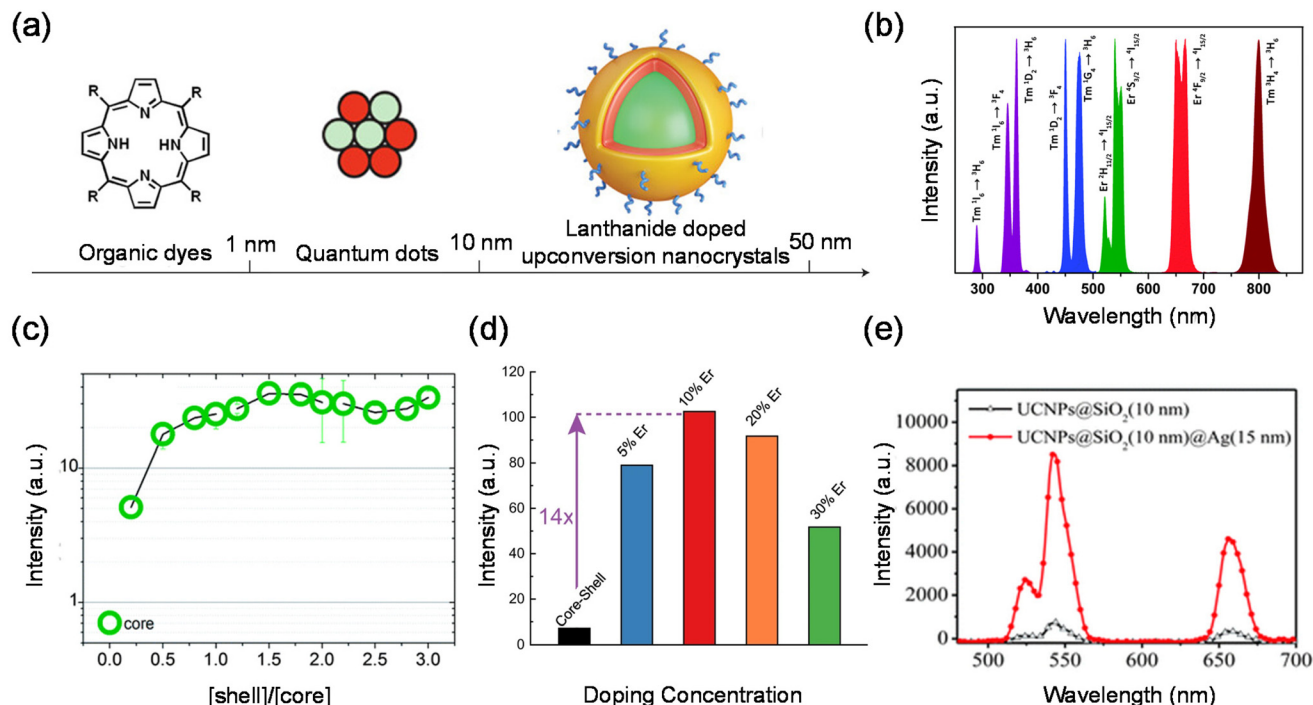 (a)
R
R
N
NH
HN
N
R
R
Organic dyes
1 nm
Quantum dots
10 nm
Lanthanide doped
upconversion nanocrystals
50 nm
(b)
Intensity (a.u.)
Tm ¹I₆ → ³H₆
Tm ¹I₆ → ³F₄
Tm ¹D₂ → ³H₆
Tm ¹D₂ → ³F₄
Tm ¹G₄ → ³H₆
Er ²H₁₁/₂ → ⁴I₁₅/₂
Er ⁴S₃/₂ → ⁴I₁₅/₂
Er ⁴F₉/₂ → ⁴I₁₅/₂
Tm ³H₄ → ³H₆
300 400 500 600 700 800
Wavelength (nm)
(c)
Intensity (a.u.)
10
1
core
0.0 0.5 1.0 1.5 2.0 2.5 3.0
[shell]/[core]
(d)
Intensity (a.u.)
120
100
80
60
40
20
0
14x
Core-Shell
5% Er
10% Er
20% Er
30% Er
Doping Concentration
(e)
Intensity (a.u.)
10000
8000
6000
4000
2000
0
UCNPs@SiO₂(10 nm)
UCNPs@SiO₂(10 nm)@Ag(15 nm)
500 550 600 650 700
Wavelength (nm)